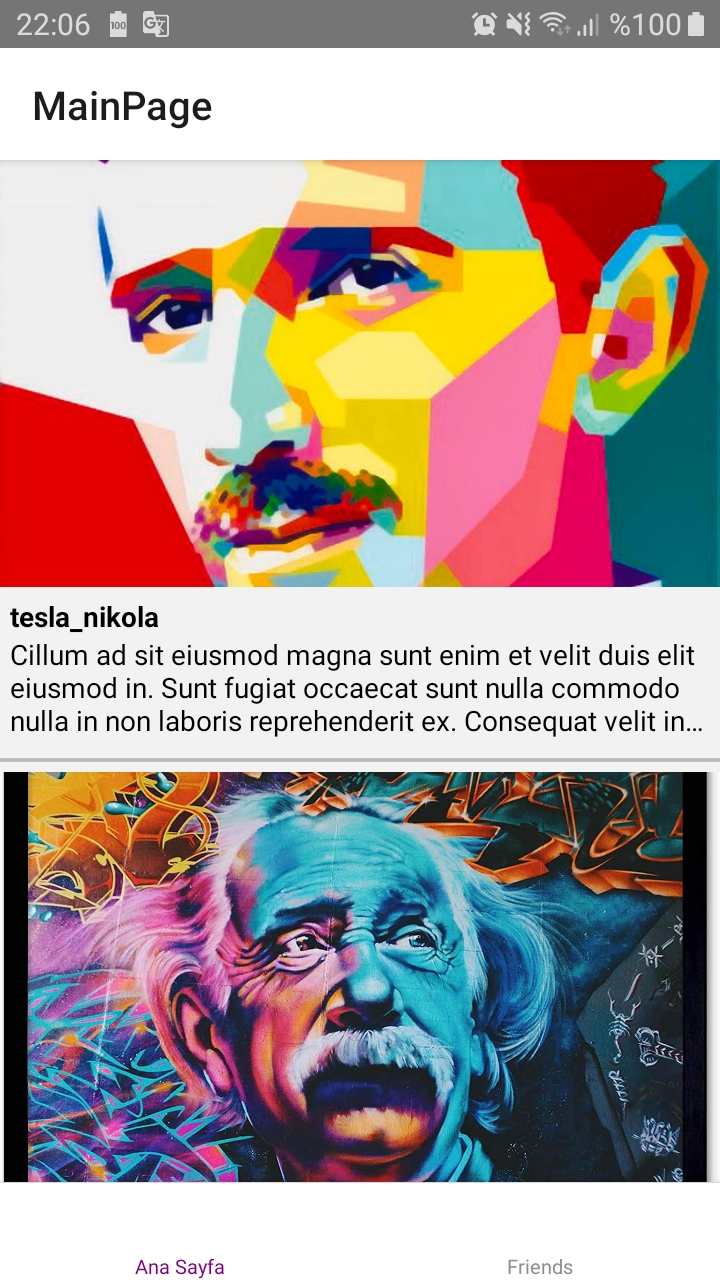 22:06 100 %100
MainPage
tesla_nikola
Cillum ad sit eiusmod magna sunt enim et velit duis elit
eiusmod in. Sunt fugiat occaecat sunt nulla commodo
nulla in non laboris reprehenderit ex. Consequat velit in...
Ana Sayfa Friends